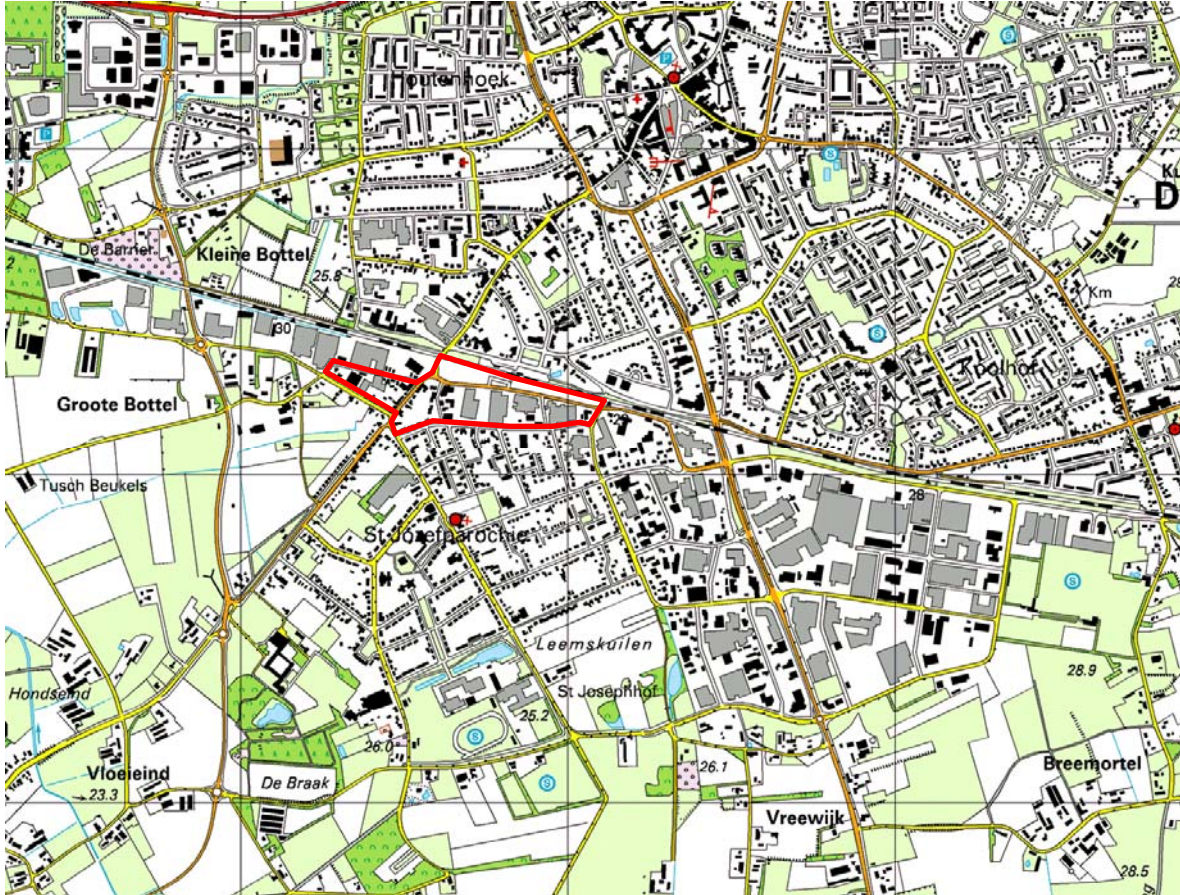 Houtenhoek
P
S
P
S
D
De Barrier
Kleine Bottel
25.8
Km
30
S
Koolhof
Groote Bottel
Tusch Beukels
28
St Jozefparochie
S
Leemskuilen
Hondseind
St Josephhof
28.9
25.2
26.0
S
Vloeieind
De Braak
S
26.1
Breemortel
23.3
Vreewijk
28.5